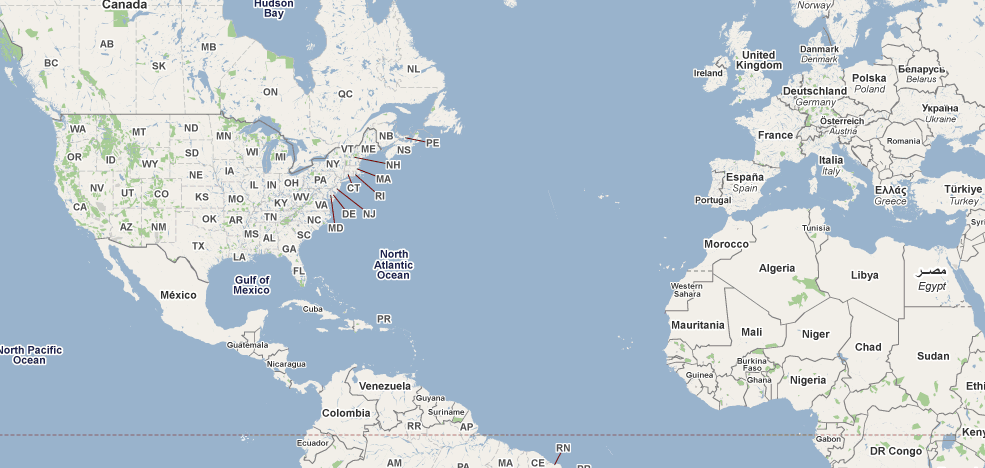 Hudson
Bay
Canada
Norway
AB
MB
BC
SK
NL
ON
QC
United
Kingdom
Ireland
Danmark
Denmark
Беларусь
Belarus
Polska
Poland
Deutschland
Germany
Україна
Ukraine
Österreich
Austria
France
Romania
Italia
Italy
España
Spain
Portugal
Ελλάς
Greece
Türkiye
Turkey
WA
MT
ND
MN
OR
ID
WY
SD
WI
MI
NB
PE
NS
VT
ME
NY
NH
MA
RI
CT
PA
NJ
DE
MD
NV
UT
CO
NE
IA
IL
IN
OH
WV
VA
KY
KS
MO
CA
AZ
NM
OK
AR
TN
NC
SC
MS
AL
GA
TX
LA
FL
North
Atlantic
Ocean
Gulf of
Mexico
México
Cuba
PR
Guatemala
Nicaragua
North Pacific
Ocean
Morocco
Tunisia
Algeria
Libya
مصر
Egypt
Western
Sahara
Mauritania
Mali
Niger
Chad
Sudan
Burkina
Faso
Guinea
Ghana
Nigeria
Gabon
DR Congo
Venezuela
Guyana
Suriname
Colombia
RR
AP
Ecuador
AM
PA
MA
CE
RN